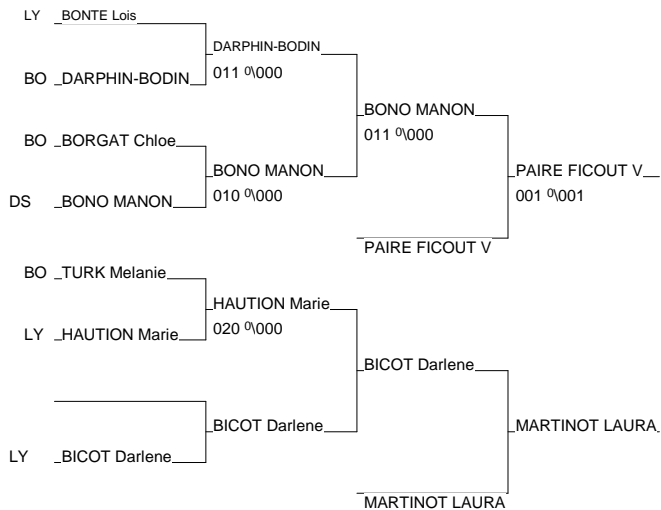 LY BONTE Lois
DARPHIN-BODIN
011 0\000
BO DARPHIN-BODIN
BONO MANON
011 0\000
BO BORGAT Chloe
BONO MANON
010 0\000
PAIRE FICOUT V
001 0\001
DS BONO MANON
PAIRE FICOUT V
BO TURK Melanie
HAUTION Marie
020 0\000
LY HAUTION Marie
BICOT Darlene
BICOT Darlene
MARTINOT LAURA
LY BICOT Darlene
MARTINOT LAURA